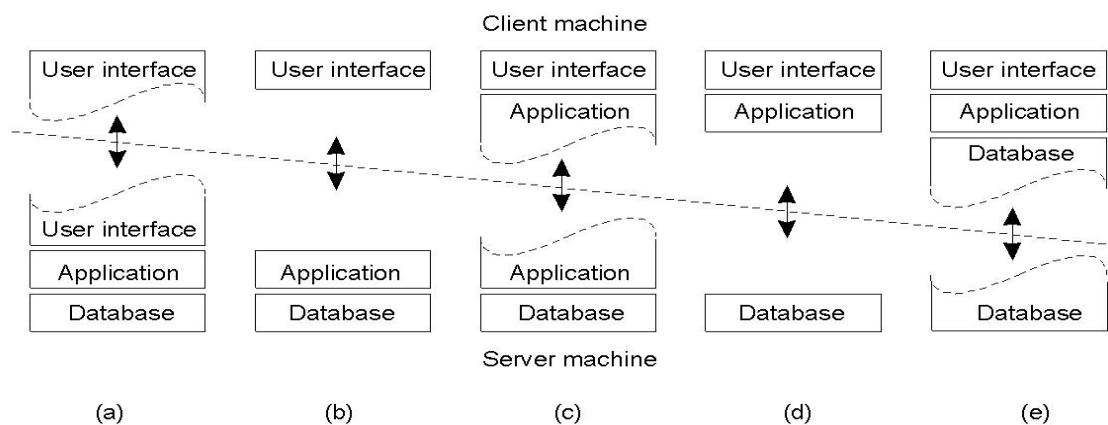 Client machine
User interface User interface User interface User interface User interface
Application Application Application
Database
User interface
Application Application Application
Database Database Database Database Database
Server machine
(a) (b) (c) (d) (e)